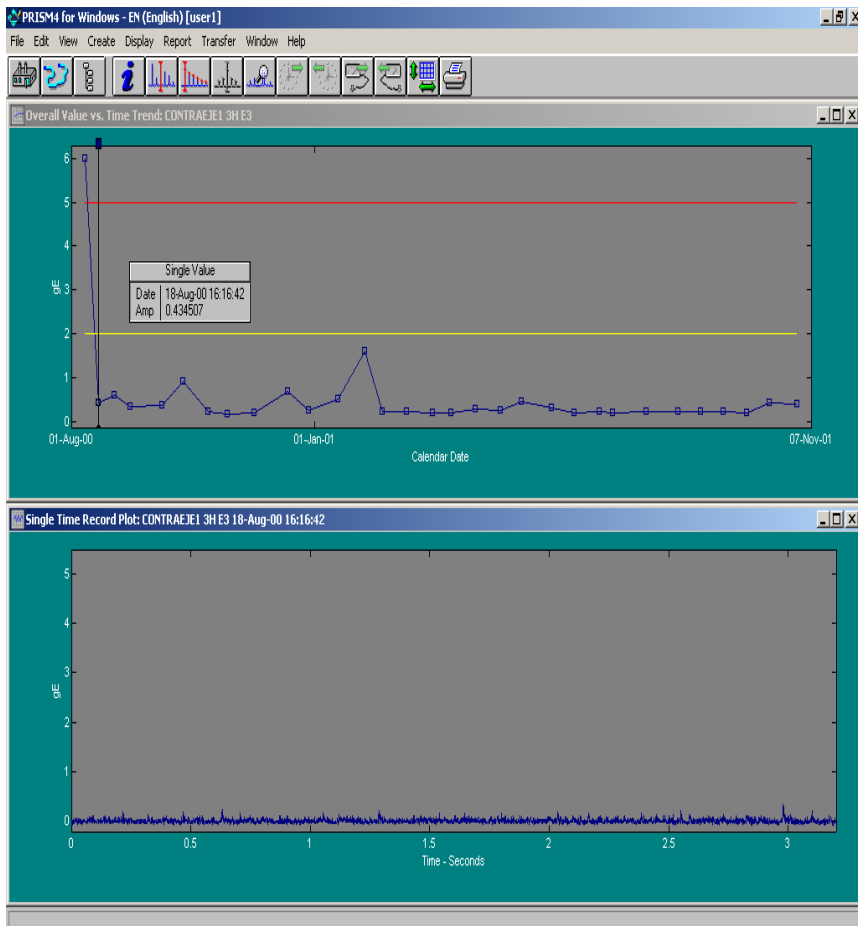 PRISM4 for Windows - EN (English) [user1]
File Edit View Create Display Report Transfer Window Help
Overall Value vs. Time Trend: CONTRAEJE1 3H E3
6
5
4
gE 3
2
1
0
Single Value
Date 18-Aug-00 16:16:42
Amp 0.434507
01-Aug-00 01-Jan-01 07-Nov-01
Calendar Date
Single Time Record Plot: CONTRAEJE1 3H E3 18-Aug-00 16:16:42
5
4
3
gE
2
1
0
0 0.5 1 1.5 2 2.5 3
Time - Seconds